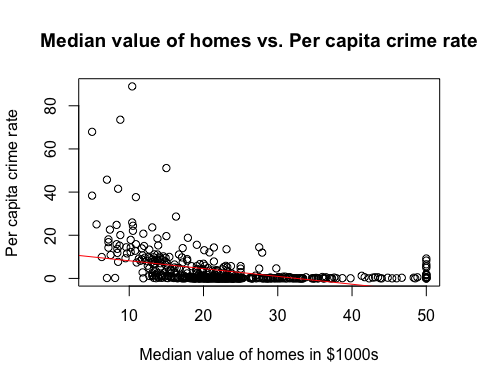 Median value of homes vs. Per capita crime rate
Per capita crime rate
80
60
40
20
0
10 20 30 40 50
Median value of homes in $1000s